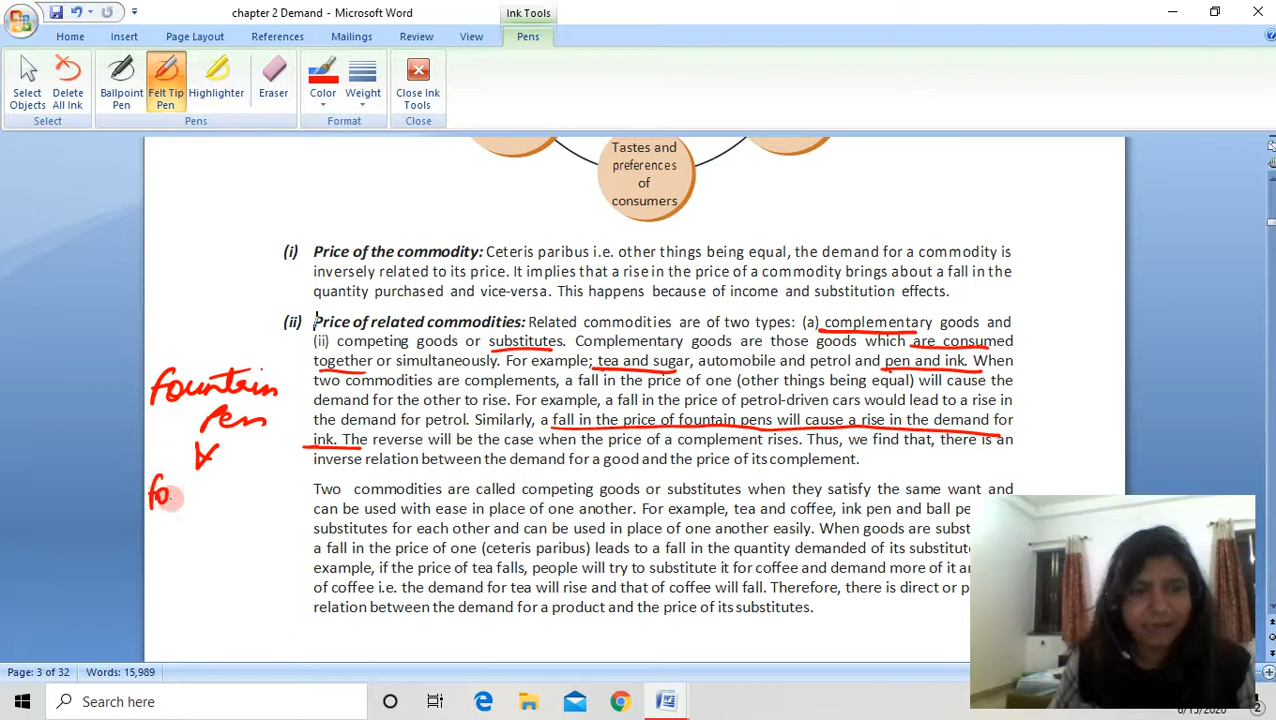 chapter 2 Demand - Microsoft Word
Ink Tools
Home Insert Page Layout References Mailings Review View Pens
Select Objects
Delete All Ink
Ballpoint Pen
Felt Tip Pen
Highlighter
Eraser
Color
Weight
Close Ink Tools
Select Pens Format Close
Tastes and
preferences
of
consumers
(i) Price of the commodity: Ceteris paribus i.e. other things being equal, the demand for a commodity is
inversely related to its price. It implies that a rise in the price of a commodity brings about a fall in the
quantity purchased and vice-versa. This happens because of income and substitution effects.
(ii) Price of related commodities: Related commodities are of two types: (a) complementary goods and
(ii) competing goods or substitutes. Complementary goods are those goods which are consumed
together or simultaneously. For example; tea and sugar, automobile and petrol and pen and ink. When
two commodities are complements, a fall in the price of one (other things being equal) will cause the
demand for the other to rise. For example, a fall in the price of petrol-driven cars would lead to a rise in
the demand for petrol. Similarly, a fall in the price of fountain pens will cause a rise in the demand for
ink. The reverse will be the case when the price of a complement rises. Thus, we find that, there is an
inverse relation between the demand for a good and the price of its complement.
fountain
Pen
fo
Two commodities are called competing goods or substitutes when they satisfy the same want and
can be used with ease in place of one another. For example, tea and coffee, ink pen and ball pe
substitutes for each other and can be used in place of one another easily. When goods are subst
a fall in the price of one (ceteris paribus) leads to a fall in the quantity demanded of its substitut
example, if the price of tea falls, people will try to substitute it for coffee and demand more of it a
of coffee i.e. the demand for tea will rise and that of coffee will fall. Therefore, there is direct or p
relation between the demand for a product and the price of its substitutes.
Page: 3 of 32 Words: 15,989
Search here
6/15/2020
2